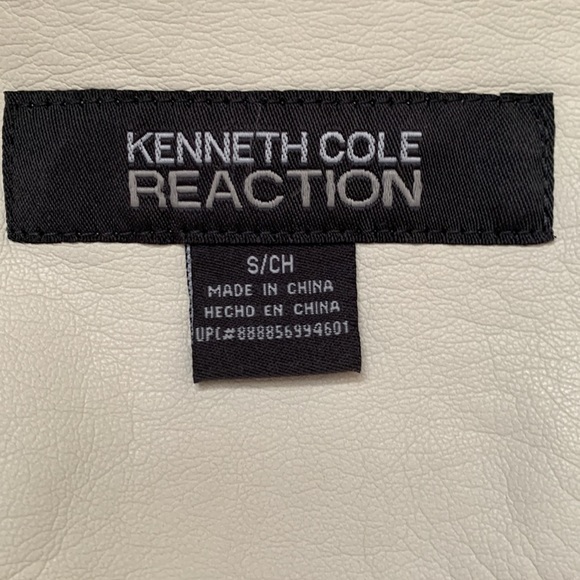 KENNETH COLE
REACTION
S/CH
MADE IN CHINA
HECHO EN CHINA
UPC#888856994601